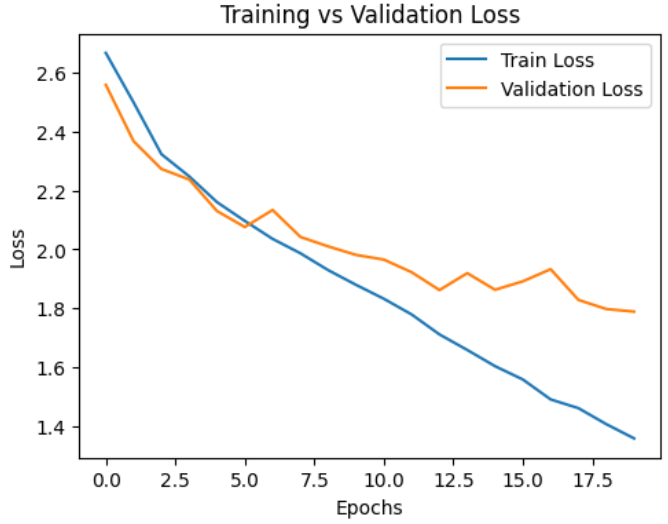 Training vs Validation Loss
Train Loss
Validation Loss
2.6
2.4
2.2
2.0
1.8
1.6
1.4
Loss
0.0 2.5 5.0 7.5 10.0 12.5 15.0 17.5
Epochs